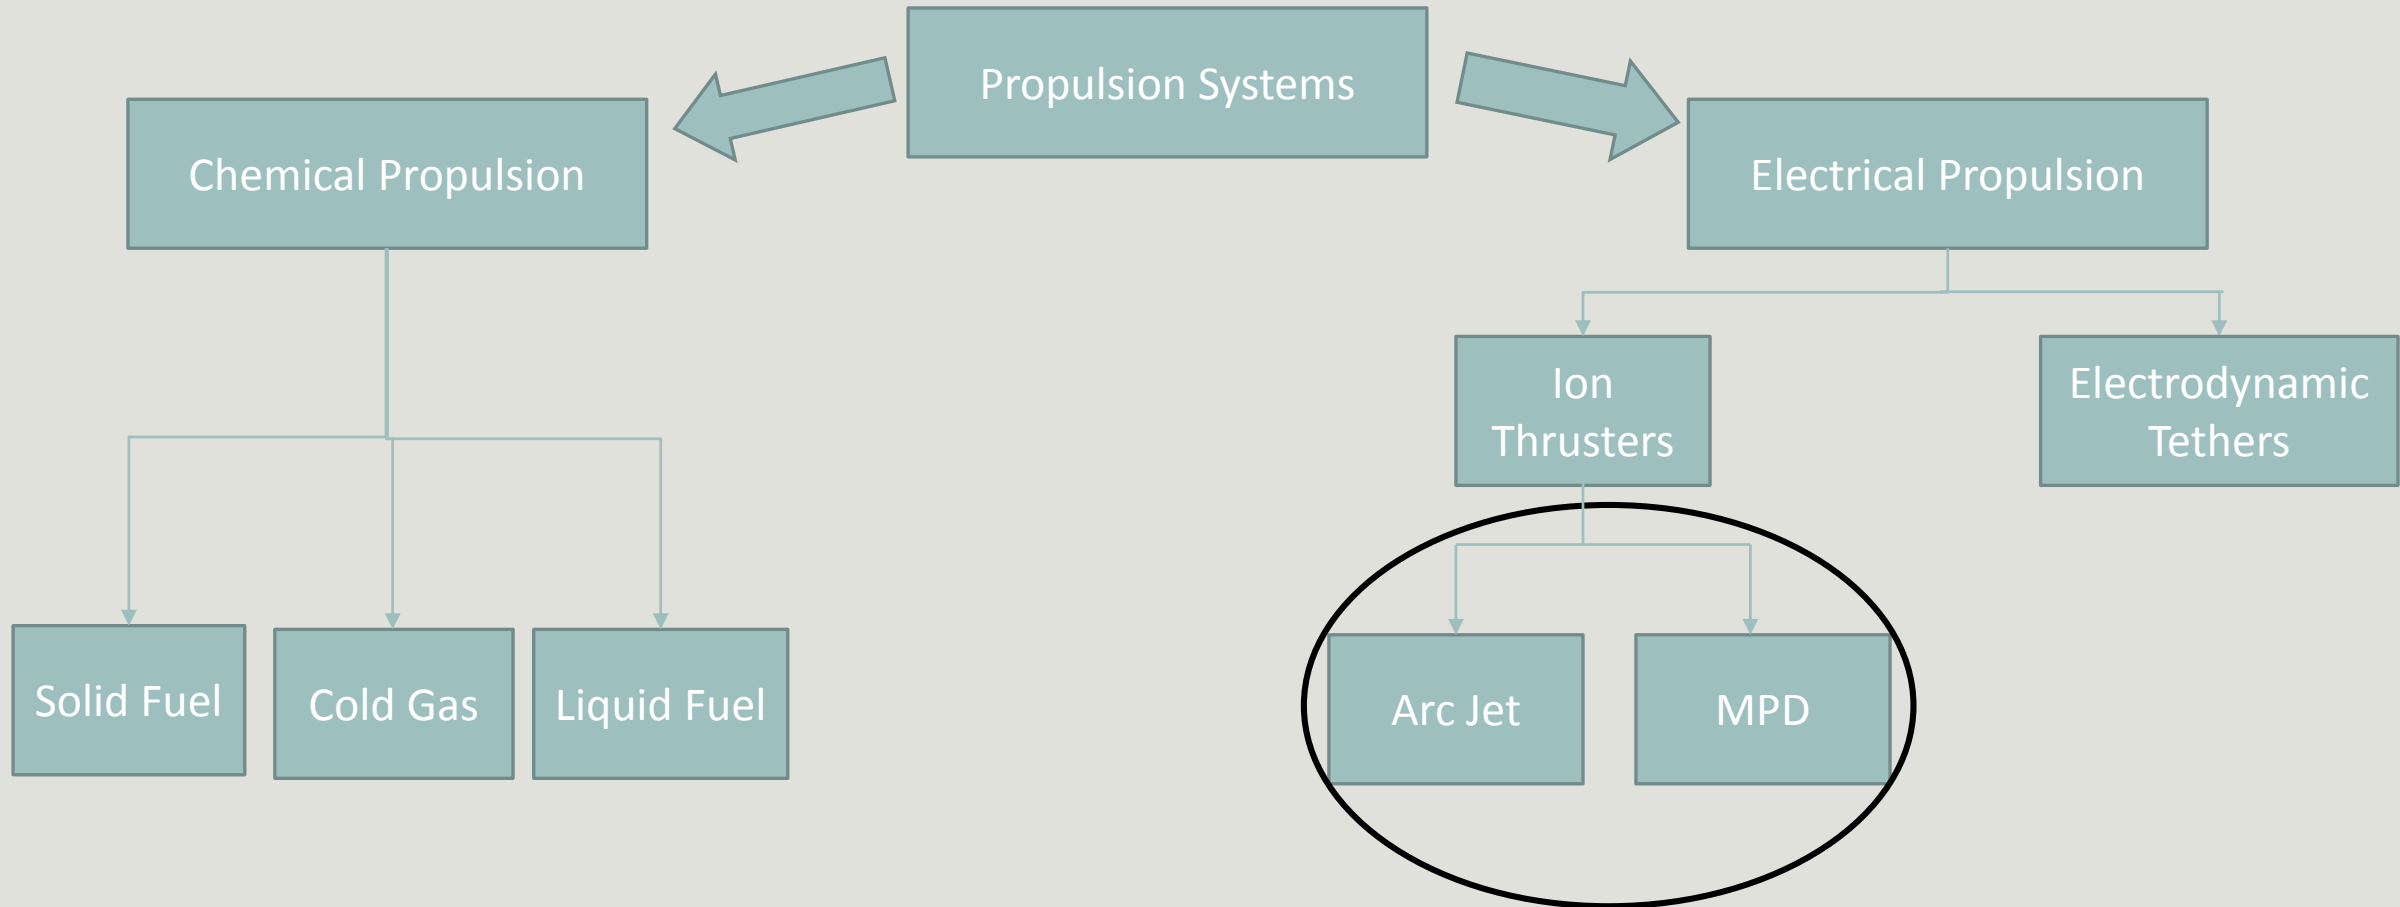 Propulsion Systems
Chemical Propulsion
Electrical Propulsion
Ion
Thrusters
Electrodynamic
Tethers
Solid Fuel
Cold Gas
Liquid Fuel
Arc Jet
MPD